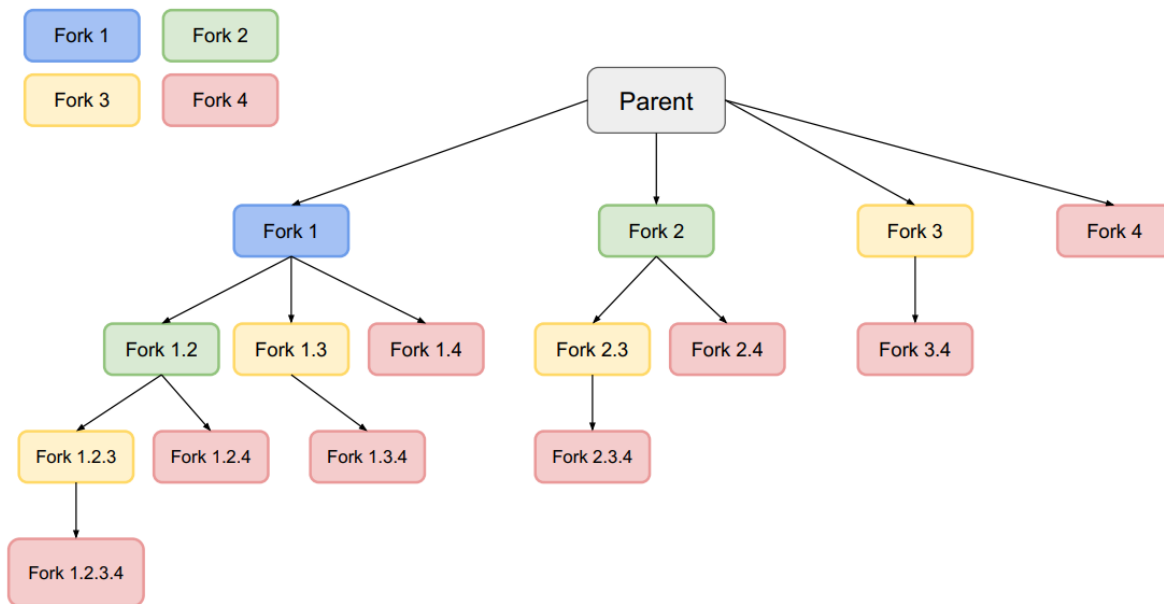 Fork 1
Fork 2
Fork 3
Fork 4
Parent
Fork 1
Fork 2
Fork 3
Fork 4
Fork 1.2
Fork 1.3
Fork 1.4
Fork 2.3
Fork 2.4
Fork 3.4
Fork 1.2.3
Fork 1.2.4
Fork 1.3.4
Fork 2.3.4
Fork 1.2.3.4